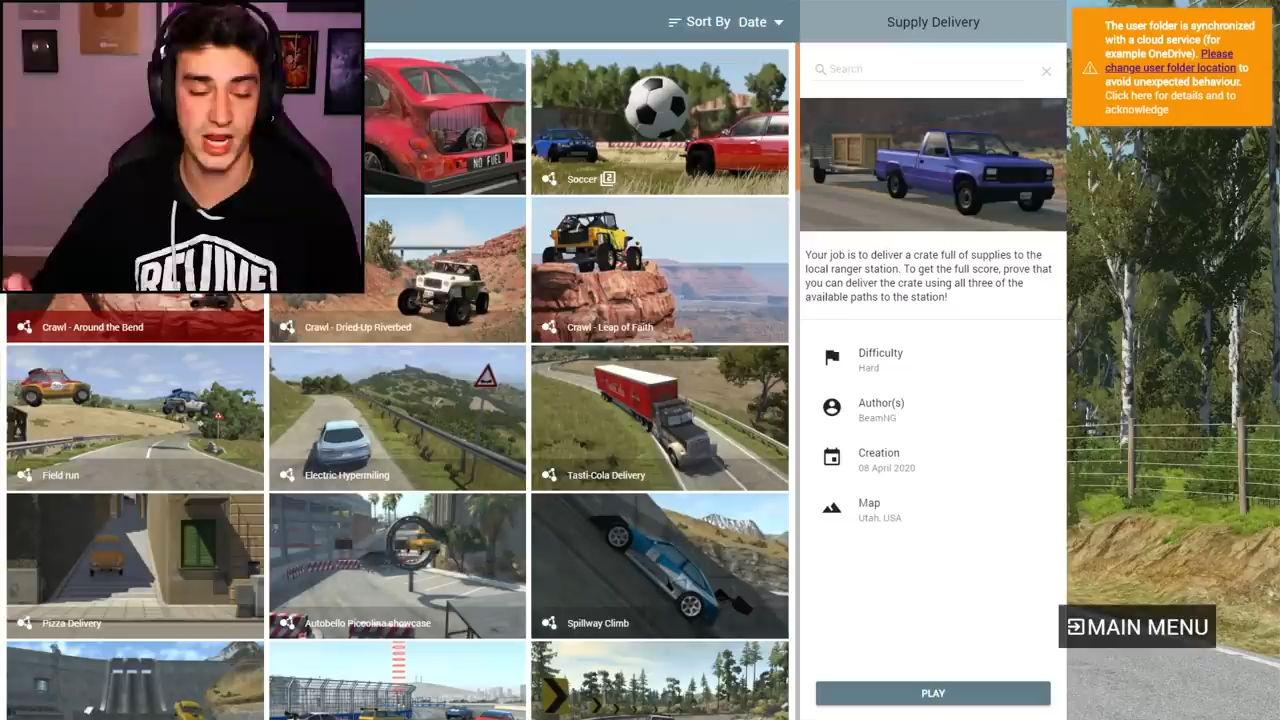 Sort By Date
Supply Delivery
The user folder is synchronized
with a cloud service (for
example OneDrive). Please
change user folder location to
avoid unexpected behaviour.
Click here for details and to
acknowledge
Search
NO FUEL
Soccer 2
REVIVE
Your job is to deliver a crate full of supplies to the
local ranger station. To get the full score, prove that
you can deliver the crate using all three of the
available paths to the station!
Crawl - Around the Bend
Crawl - Dried-Up Riverbed
Crawl - Leap of Faith
Difficulty
Hard
Author(s)
BeamNG
Creation
08 April 2020
Map
Utah, USA
Field run
Electric Hypermiling
Tasti-Cola Delivery
Pizza Delivery
Autobello Piccolina showcase
Spillway Climb
MAIN MENU
PLAY